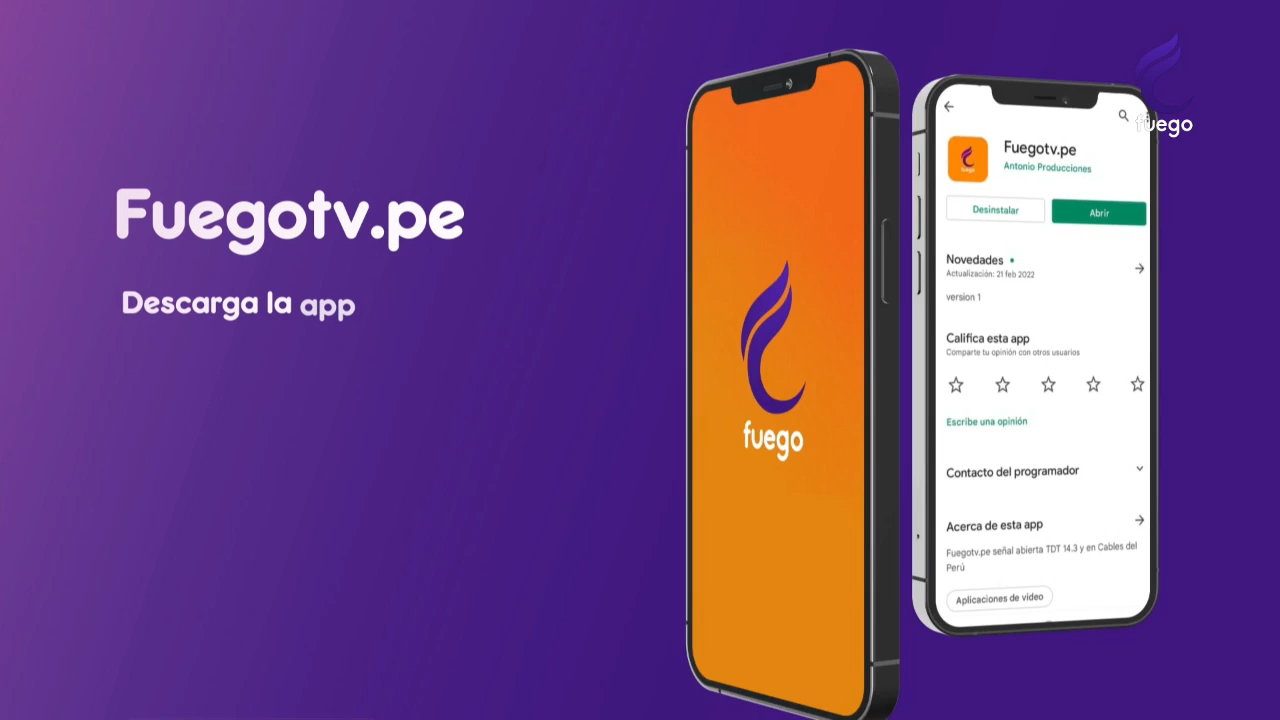 Fuegotv.pe
Descarga la app
fuego
Fuegotv.pe
Antonio Producciones
Desinstalar
Abrir
Novedades
Actualización: 21 feb 2022
version 1
Califica esta app
Comparte tu opinión con otros usuarios
Escribe una opinión
Contacto del programador
Acerca de esta app
Fuegotv.pe señal abierta TDT 14.3 y en Cables del
Perú
Aplicaciones de video
fuego